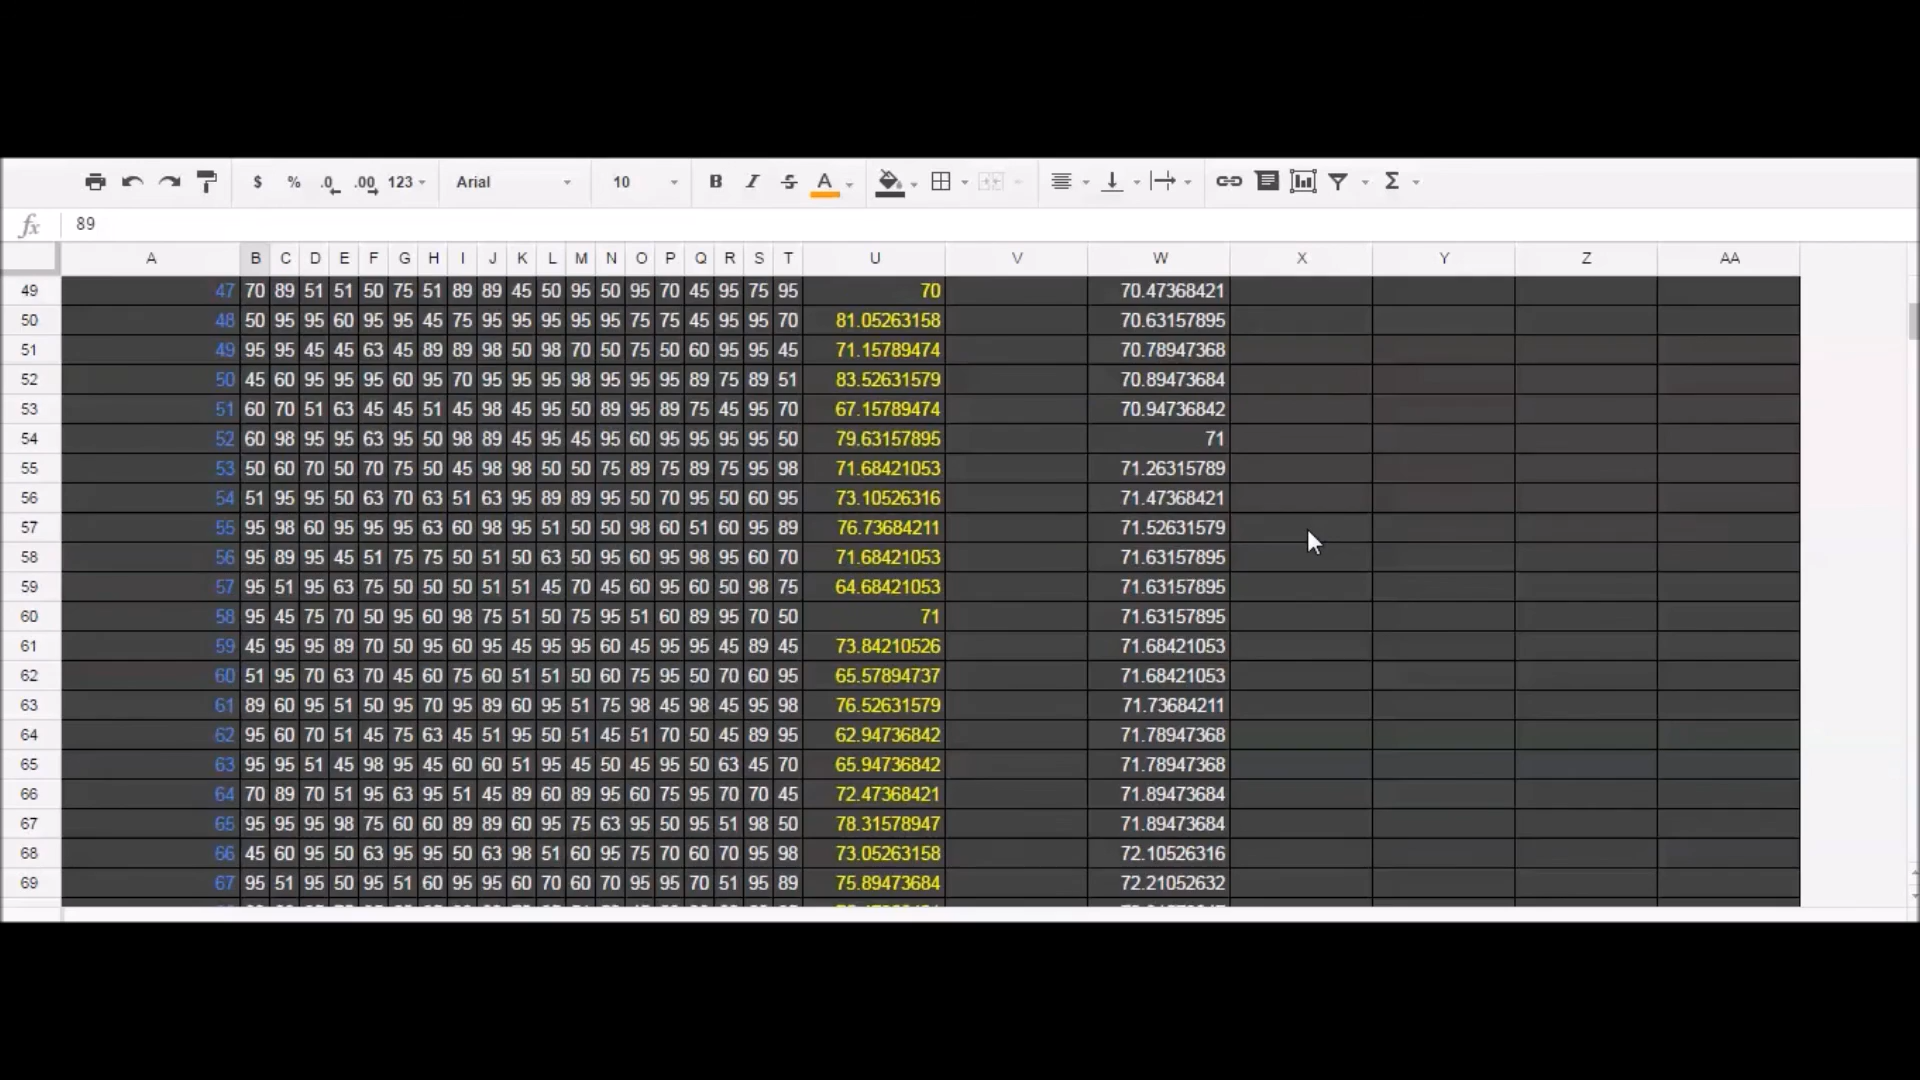 $ % .0 .00 123 Arial 10 B I S A Σ
fx 89
A B C D E F G H I J K L M N O P Q R S T U V W X Y Z AA
49 47 70 89 51 51 50 75 51 89 89 45 50 95 50 95 70 45 95 75 95 70 70.47368421
50 48 50 95 95 60 95 95 45 75 95 95 95 95 95 75 75 45 95 95 70 81.05263158 70.63157895
51 49 95 95 45 45 63 45 89 89 98 50 98 70 50 75 50 60 95 95 45 71.15789474 70.78947368
52 50 45 60 95 95 95 60 95 70 95 95 95 98 95 95 95 89 75 89 51 83.52631579 70.89473684
53 51 60 70 51 63 45 45 51 45 98 45 95 50 89 95 89 75 45 95 70 67.15789474 70.94736842
54 52 60 98 95 95 63 95 50 98 89 45 95 45 95 60 95 95 95 95 50 79.63157895 71
55 53 50 60 70 50 70 75 50 45 98 98 50 50 75 89 75 89 75 95 98 71.68421053 71.26315789
56 54 51 95 95 50 63 70 63 51 63 95 89 89 95 50 70 95 50 60 95 73.10526316 71.47368421
57 55 95 98 60 95 95 95 63 60 98 95 51 50 50 98 60 51 60 95 89 76.73684211 71.52631579
58 56 95 89 95 45 51 75 75 50 51 50 63 50 95 60 95 98 95 60 70 71.68421053 71.63157895
59 57 95 51 95 63 75 50 50 50 51 51 45 70 45 60 95 60 50 98 75 64.68421053 71.63157895
60 58 95 45 75 70 50 95 60 98 75 51 50 75 95 51 60 89 95 70 50 71 71.63157895
61 59 45 95 95 89 70 50 95 60 95 45 95 95 60 45 95 95 45 89 45 73.84210526 71.68421053
62 60 51 95 70 63 70 45 60 75 60 51 51 50 60 75 95 50 70 60 95 65.57894737 71.68421053
63 61 89 60 95 51 50 95 70 95 89 60 95 51 75 98 45 98 45 95 98 76.52631579 71.73684211
64 62 95 60 70 51 45 75 63 45 51 95 50 51 45 51 70 50 45 89 95 62.94736842 71.78947368
65 63 95 95 51 45 98 95 45 60 60 51 95 45 50 45 95 50 63 45 70 65.94736842 71.78947368
66 64 70 89 70 51 95 63 95 51 45 89 60 89 95 60 75 95 70 70 45 72.47368421 71.89473684
67 65 95 95 95 98 75 60 60 89 89 60 95 75 63 95 50 95 51 98 50 78.31578947 71.89473684
68 66 45 60 95 50 63 95 95 50 63 98 51 60 95 75 70 60 70 95 98 73.05263158 72.10526316
69 67 95 51 95 50 95 51 60 95 95 60 70 60 70 95 95 70 51 95 89 75.89473684 72.21052632